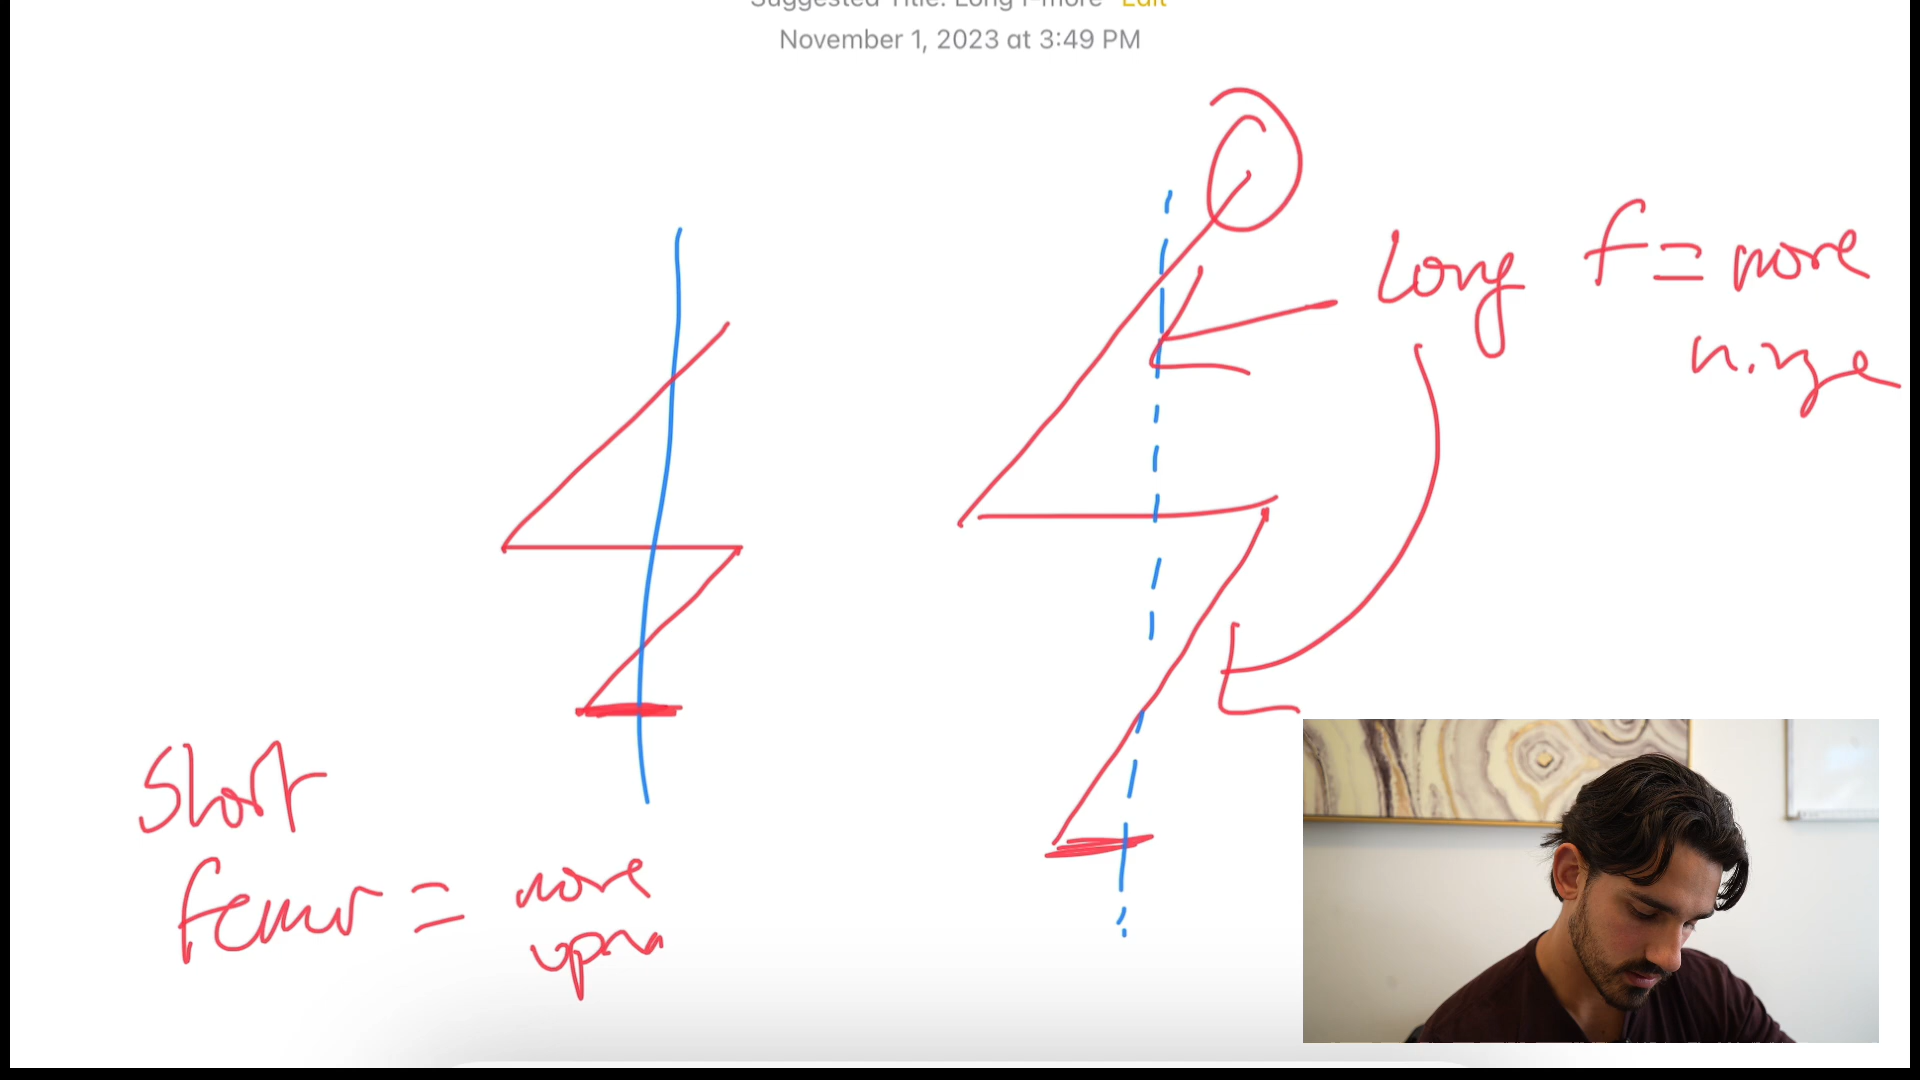 November 1, 2023 at 3:49 PM
long f = more
Short
femur = more